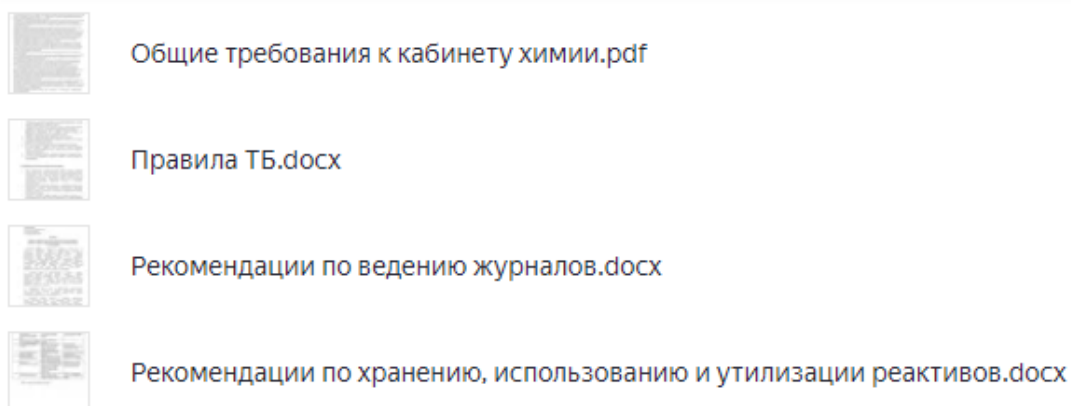 Общие требования к кабинету химии.pdf
Правила ТБ.docx
Рекомендации по ведению журналов.docx
Рекомендации по хранению, использованию и утилизации реактивов.docx